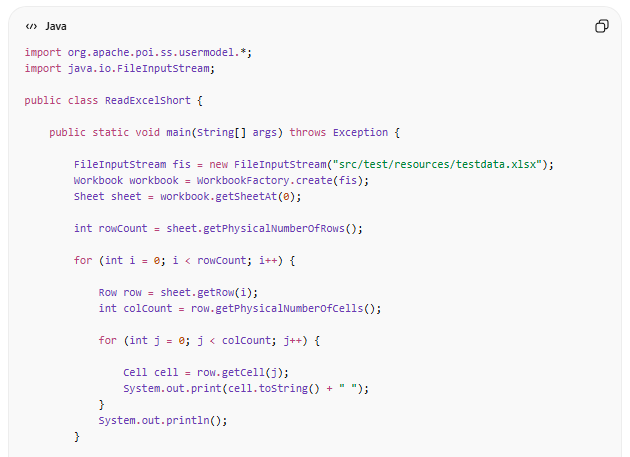 </> Java
import org.apache.poi.ss.usermodel.*;
import java.io.FileInputStream;
public class ReadExcelShort {
public static void main(String[] args) throws Exception {
FileInputStream fis = new FileInputStream("src/test/resources/testdata.xlsx");
Workbook workbook = WorkbookFactory.create(fis);
Sheet sheet = workbook.getSheetAt(0);
int rowCount = sheet.getPhysicalNumberOfRows();
for (int i = 0; i < rowCount; i++) {
Row row = sheet.getRow(i);
int colCount = row.getPhysicalNumberOfCells();
for (int j = 0; j < colCount; j++) {
Cell cell = row.getCell(j);
System.out.print(cell.toString() + " ");
}
System.out.println();
}